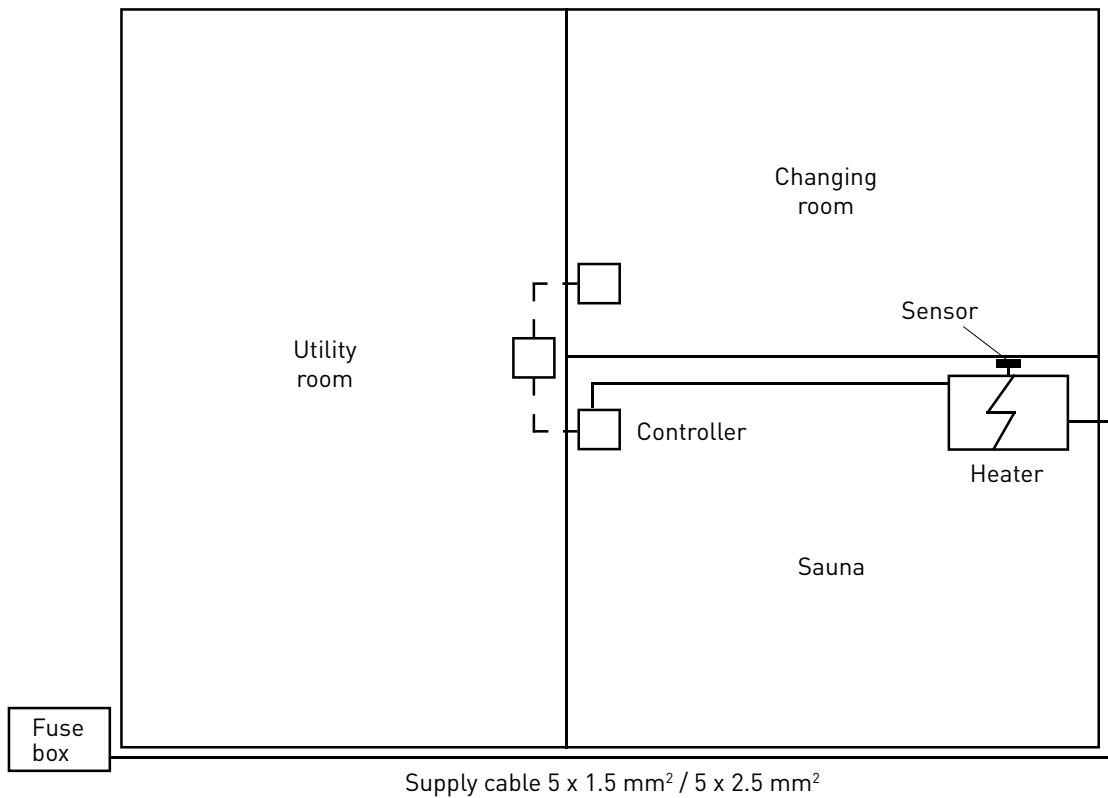 Changing
room
Sensor
Utility
room
Controller
Heater
Sauna
Fuse
box
Supply cable 5 x 1.5 mm² / 5 x 2.5 mm²